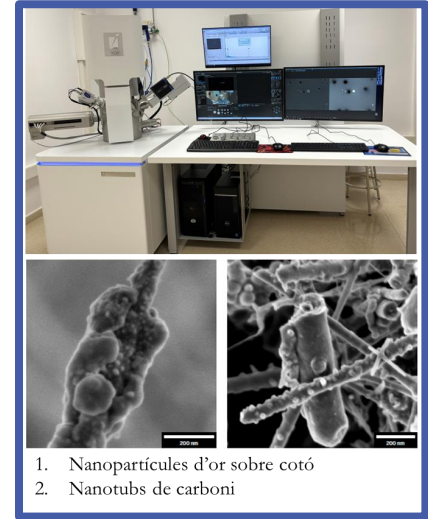 200 nm
200 nm
1. Nanopartícules d'or sobre cotó
2. Nanotubs de carboni